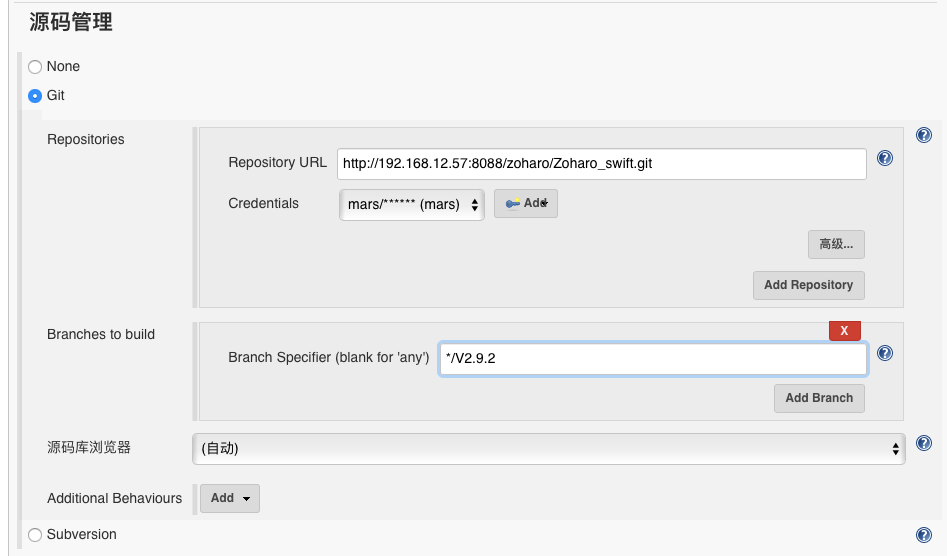 源码管理
None
Git
Repositories
Repository URL http://192.168.12.57:8088/zoharo/Zoharo_swift.git
Credentials mars/****** (mars) Add
高级...
Add Repository
Branches to build
X
Branch Specifier (blank for 'any') */V2.9.2
Add Branch
源码库浏览器 (自动)
Additional Behaviours Add
Subversion